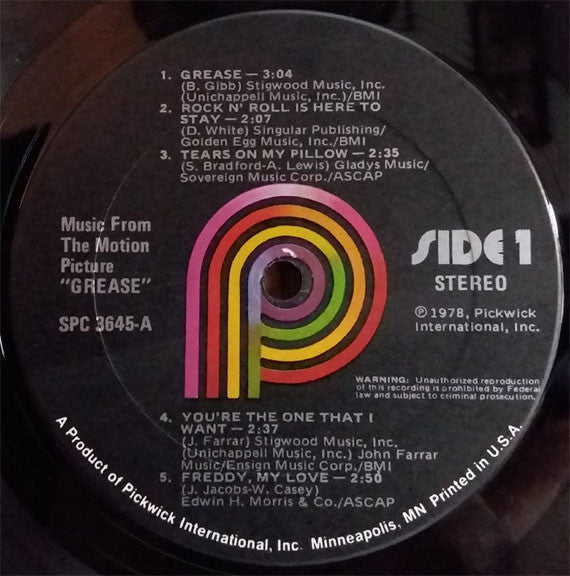 1. GREASE — 3:04
(B. Gibb) Stigwood Music, Inc.
(Unichappell Music, Inc.)/BMI
2. ROCK N' ROLL IS HERE TO
STAY — 2:07
(D. White) Singular Publishing/
Golden Egg Music, Inc./BMI
3. TEARS ON MY PILLOW — 2:35
(S. Bradford-A. Lewis) Gladys Music/
Sovereign Music Corp./ASCAP
Music From
The Motion
Picture
"GREASE"
SPC 3645-A
SIDE 1
STEREO
℗ 1978, Pickwick
International, Inc.
WARNING: Unauthorized reproduction
of this recording is prohibited by Federal
law and subject to criminal prosecution.
4. YOU'RE THE ONE THAT I
WANT — 2:37
(J. Farrar) Stigwood Music, Inc.
(Unichappell Music, Inc.) John Farrar
Music/Ensign Music Corp./BMI
5. FREDDY, MY LOVE — 2:50
(J. Jacobs-W. Casey)
Edwin H. Morris & Co./ASCAP
A Product of Pickwick International, Inc. Minneapolis, MN Printed in U.S.A.